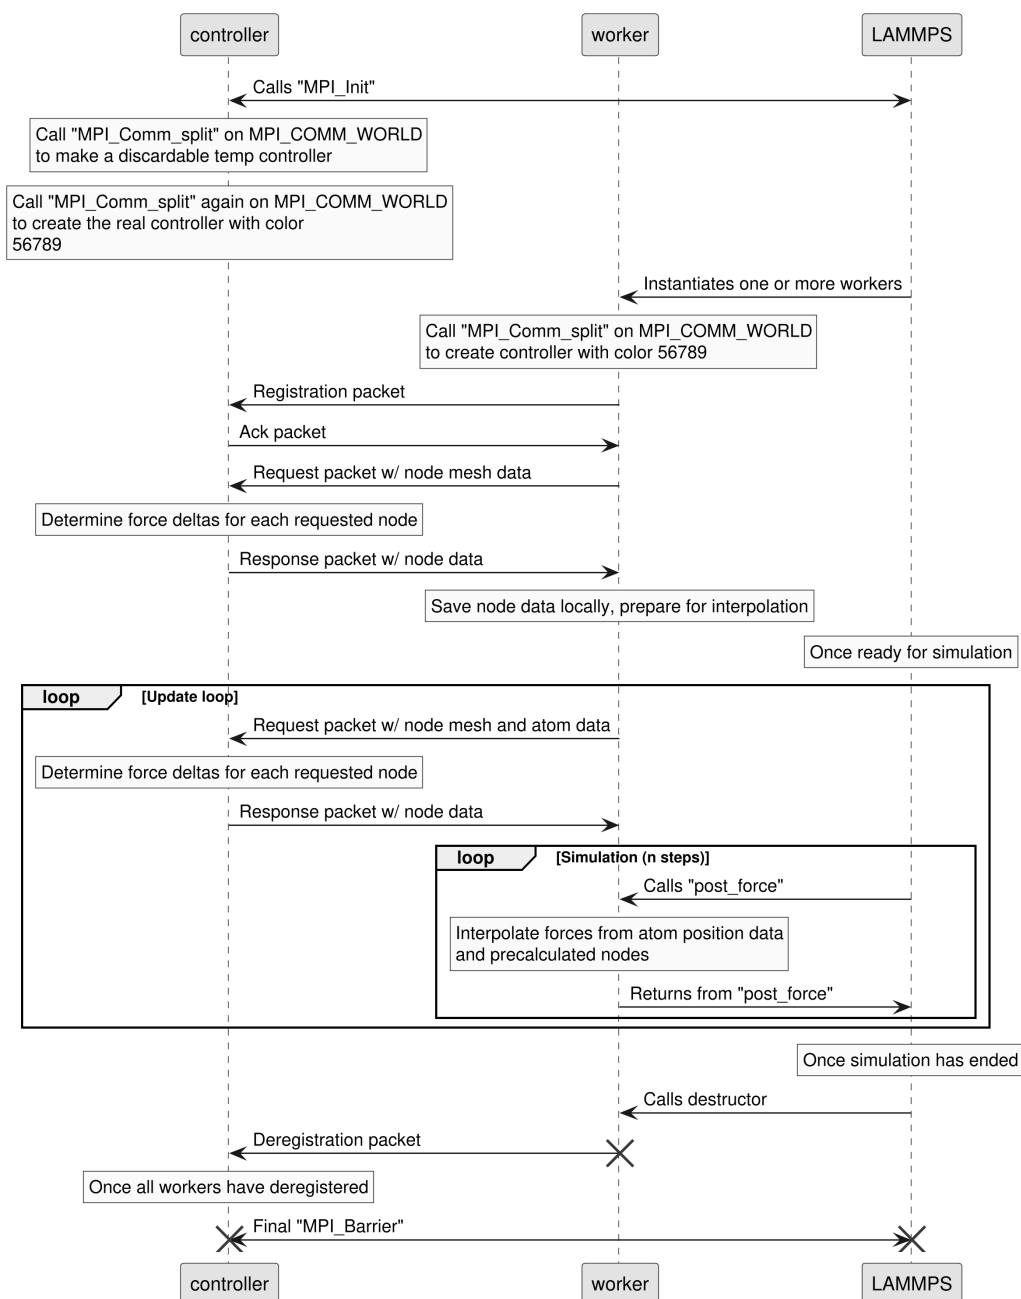 controller
worker
LAMMPS
Calls "MPI_Init"
Call "MPI_Comm_split" on MPI_COMM_WORLD
to make a discardable temp controller
Call "MPI_Comm_split" again on MPI_COMM_WORLD
to create the real controller with color
56789
Instantiates one or more workers
Call "MPI_Comm_split" on MPI_COMM_WORLD
to create controller with color 56789
Registration packet
Ack packet
Request packet w/ node mesh data
Determine force deltas for each requested node
Response packet w/ node data
Save node data locally, prepare for interpolation
Once ready for simulation
loop
[Update loop]
Request packet w/ node mesh and atom data
Determine force deltas for each requested node
Response packet w/ node data
loop
[Simulation (n steps)]
Calls "post_force"
Interpolate forces from atom position data
and precalculated nodes
Returns from "post_force"
Once simulation has ended
Calls destructor
Deregistration packet
Once all workers have deregistered
Final "MPI_Barrier"
controller
worker
LAMMPS